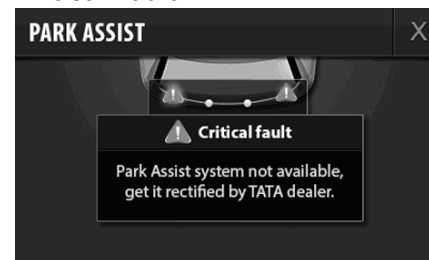 PARK ASSIST
X
Critical fault
Park Assist system not available,
get it rectified by TATA dealer.